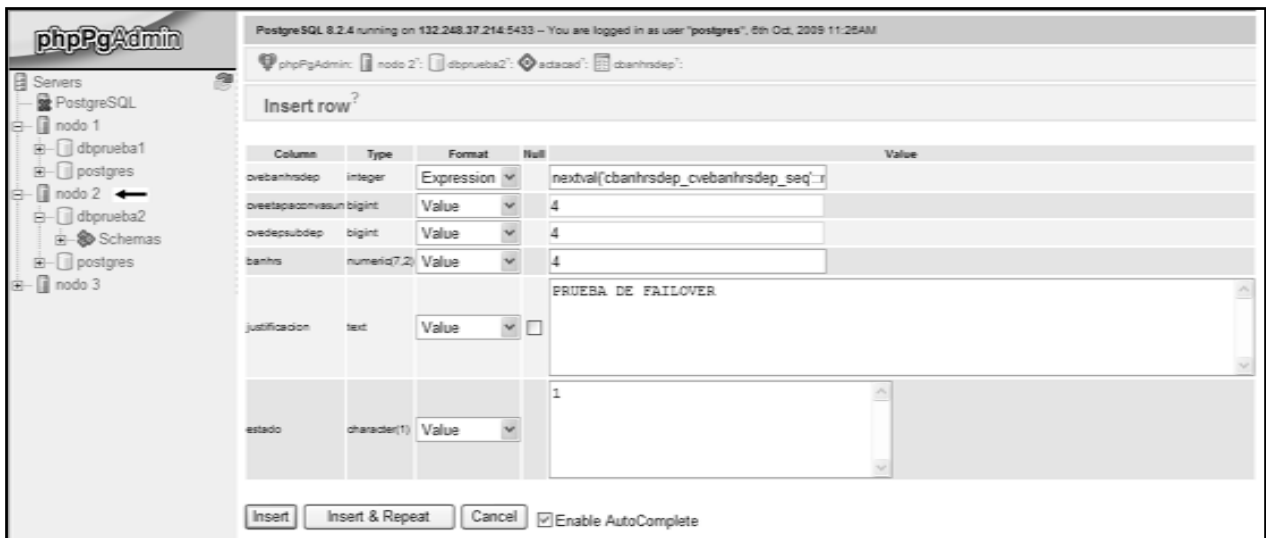 phpPgAdmin
Servers
PostgreSQL
nodo 1
dbprueba1
postgres
nodo 2
dbprueba2
Schemas
postgres
nodo 3
PostgreSQL 8.2.4 running on 132.248.37.214:5433 -- You are logged in as user "postgres", 6th Oct, 2009 11:26AM
phpPgAdmin: nodo 2?: dbprueba2?: actacad?: cbanhrsdep?:
Insert row?
Column Type Format Null Value
cvebanhrsdep integer Expression nextval('cbanhrsdep_cvebanhrsdep_seq'::r
cveetapaconvasun bigint Value 4
cvedepsubdep bigint Value 4
banhrs numeric(7,2) Value 4
justificacion text Value PRUEBA DE FAILOVER
estado character(1) Value 1
Insert Insert & Repeat Cancel Enable AutoComplete